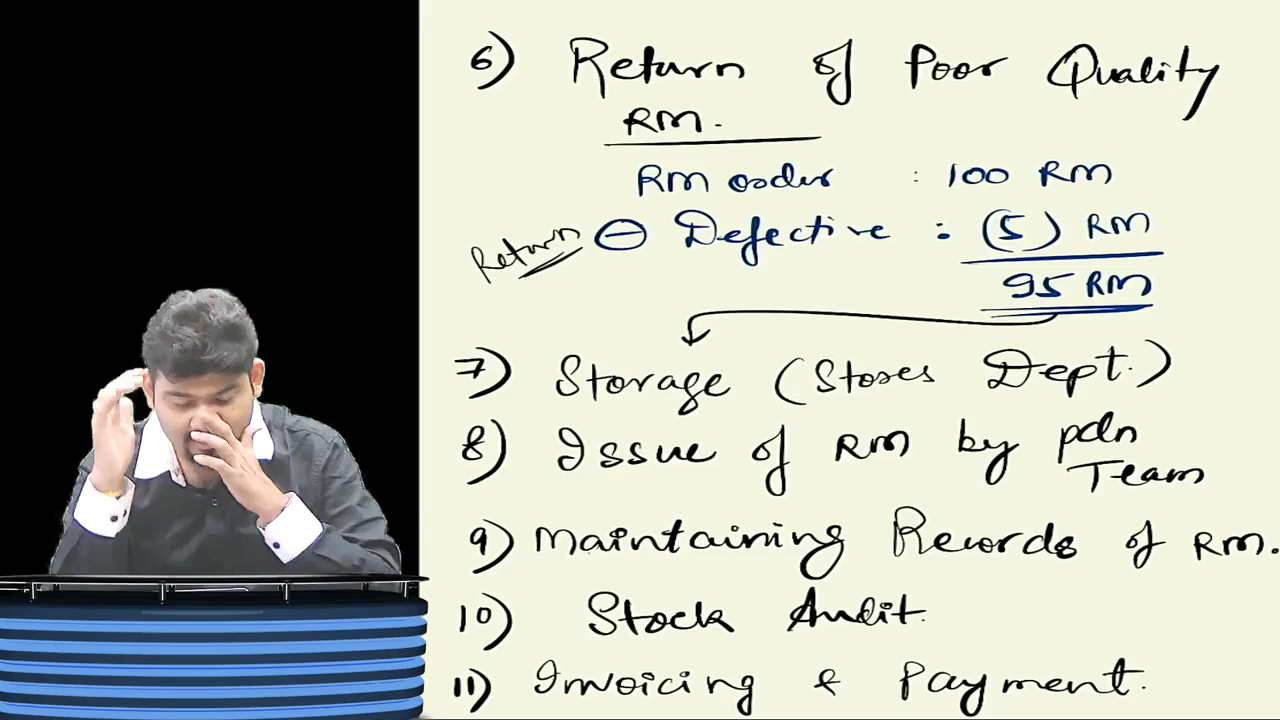 6) Return of Poor Quality
RM.
RM order : 100 RM
Return ⊖ Defective : (5) RM
95 RM
7) Storage (Stores Dept.)
8) Issue of RM by pdn
Team
9) Maintaining Records of RM.
10) Stock Audit.
11) Invoicing & Payment.